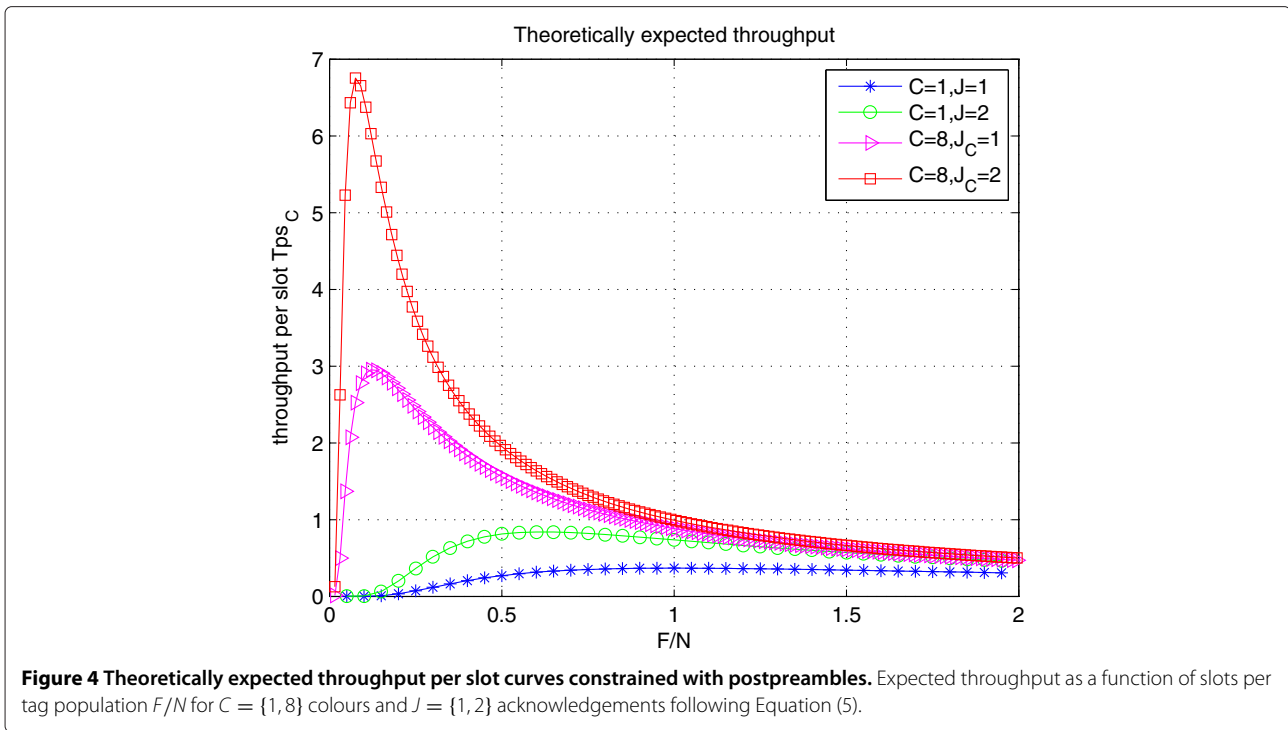 Theoretically expected throughput
throughput per slot Tps_C
7
6
5
4
3
2
1
0
0
0.5
1
1.5
2
F/N
C=1,J=1
C=1,J=2
C=8,J_C=1
C=8,J_C=2
Figure 4 Theoretically expected throughput per slot curves constrained with postpreambles. Expected throughput as a function of slots per
tag population F/N for C = {1, 8} colours and J = {1, 2} acknowledgements following Equation (5).